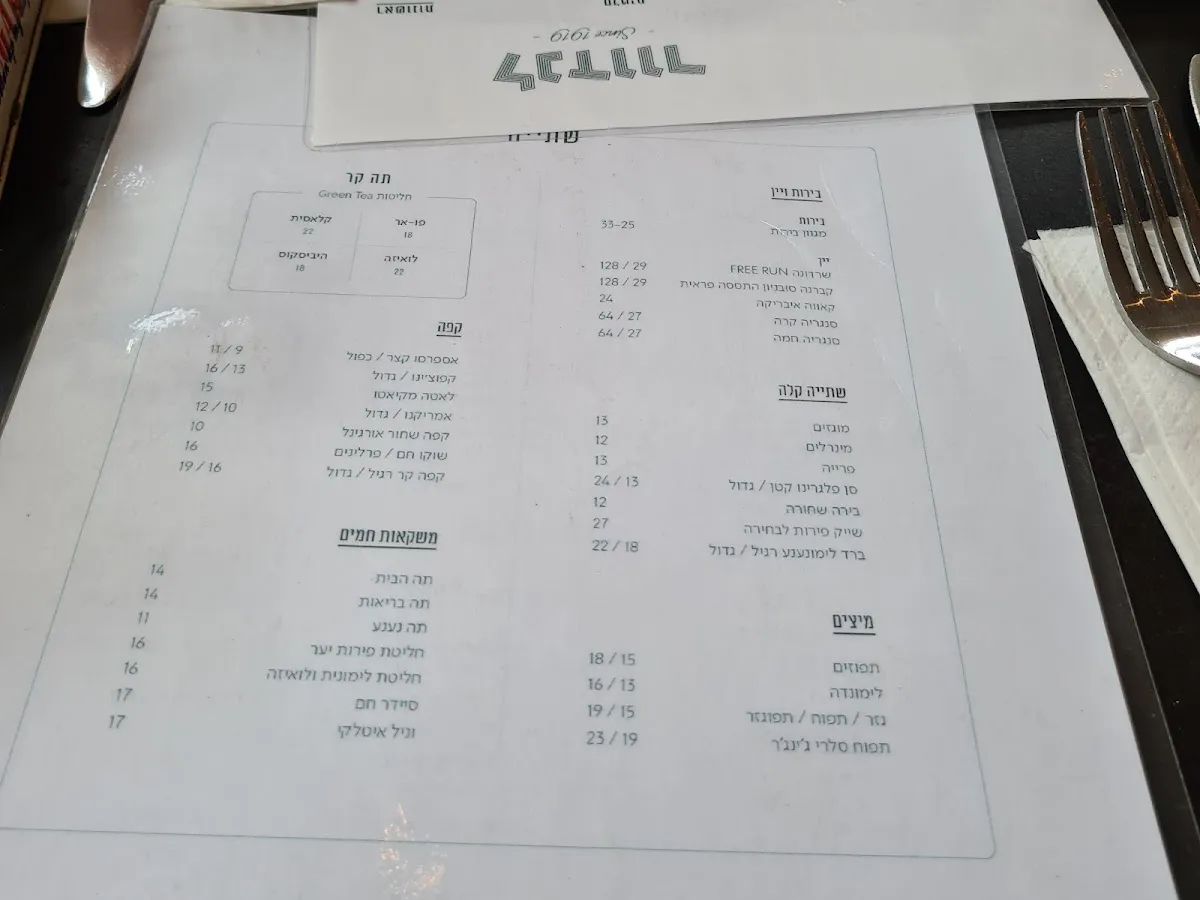 לנדוור
- Since 1919 -
בירות ויין
בירות
מגוון בירות 33-25
יין
שרדונה FREE RUN 128 / 29
קברנה סובניון התססה פראית 128 / 29
קאווה איבריקה 24
סנגריה קרה 64 / 27
סנגריה חמה 64 / 27
שתייה קלה
מוגזים 13
מינרלים 12
פרייה 13
סן פלגרינו קטן / גדול 24 / 13
בירה שחורה 12
שייק פירות לבחירה 27
ברד לימונענע רגיל / גדול 22 / 18
מיצים
תפוזים 18 / 15
לימונדה 16 / 13
גזר / תפוח / תפוגזר 19 / 15
תפוח סלרי ג'ינג'ר 23 / 19
תה קר
חליטות Green Tea
פו-אר 18
קלאסית 22
לואיזה 22
היביסקוס 18
קפה
אספרסו קצר / כפול 11 / 9
קפוצ'ינו / גדול 16 / 13
לאטה מקיאטו 15
אמריקנו / גדול 12 / 10
קפה שחור אורגינל 10
שוקו חם / פרלינים 16
קפה קר רגיל / גדול 19 / 16
משקאות חמים
תה הבית 14
תה בריאות 14
תה נענע 11
חליטת פירות יער 16
חליטת לימונית ולואיזה 16
סיידר חם 17
וניל איטלקי 17